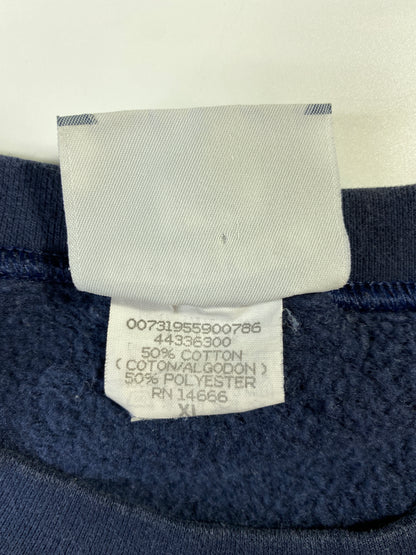 00731955900786
44336300
50% COTTON
(COTON/ALGODON)
50% POLYESTER
RN 14666
XL